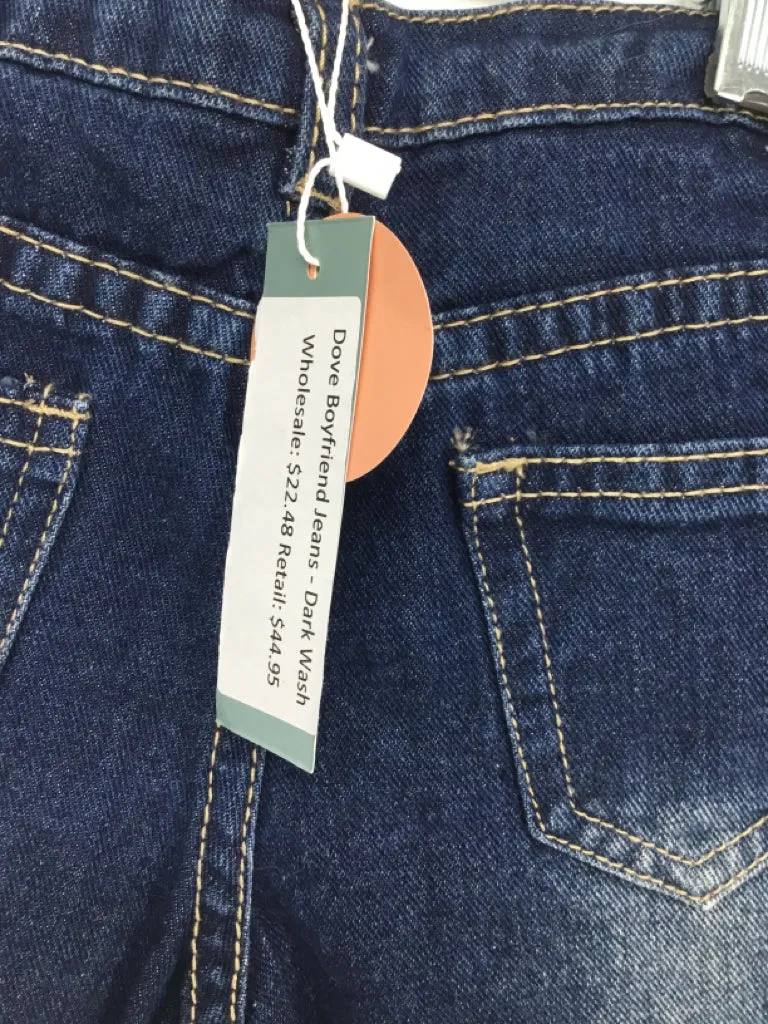 Dove Boyfriend Jeans - Dark Wash
Wholesale: $22.48 Retail: $44.95